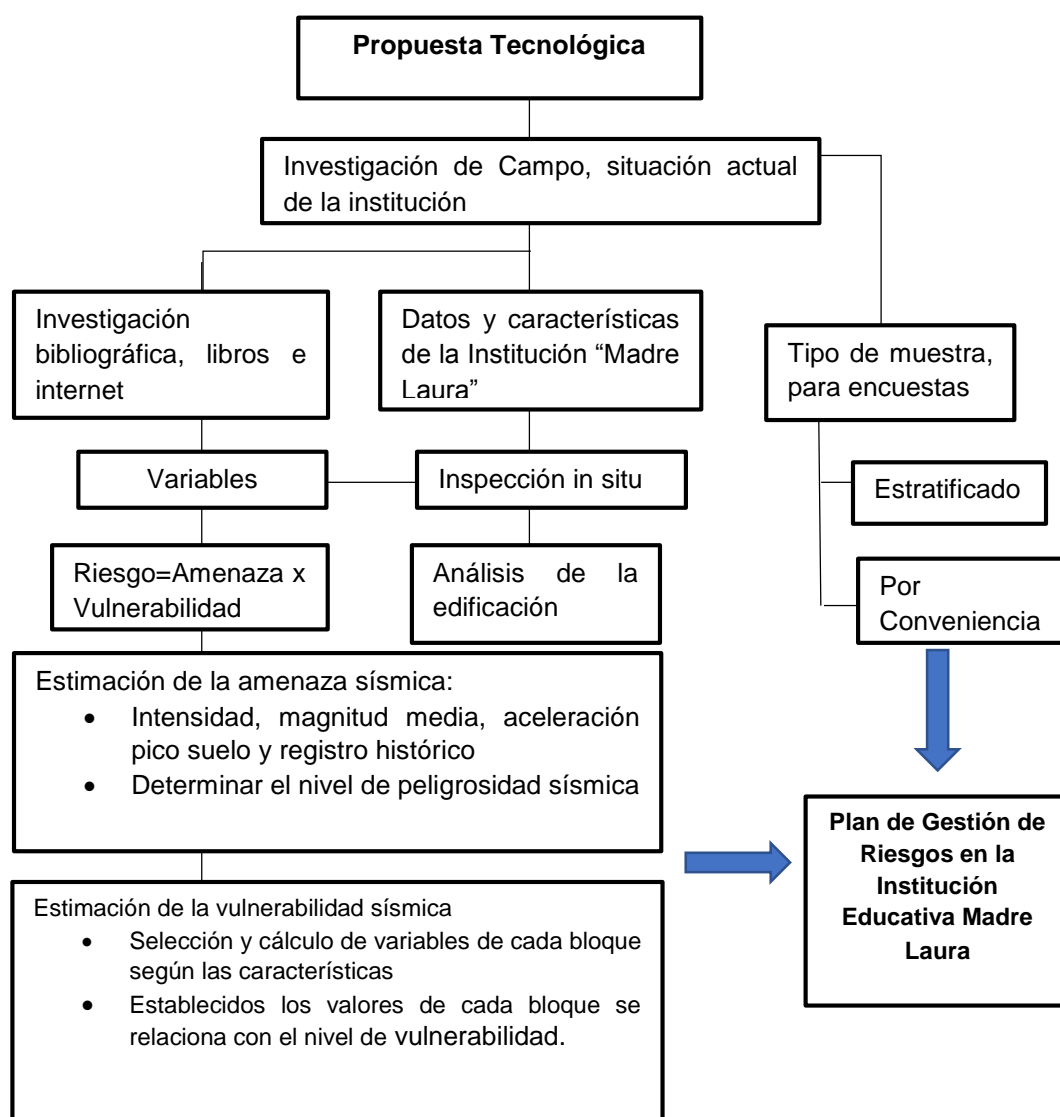 Propuesta Tecnológica
Investigación de Campo, situación actual
de la institución
Investigación
bibliográfica, libros e
internet
Datos y características
de la Institución “Madre
Laura”
Tipo de muestra,
para encuestas
Variables
Inspección in situ
Estratificado
Riesgo=Amenaza x
Vulnerabilidad
Análisis de la
edificación
Por
Conveniencia
Estimación de la amenaza sísmica:
• Intensidad, magnitud media, aceleración
pico suelo y registro histórico
• Determinar el nivel de peligrosidad sísmica
Plan de Gestión de
Riesgos en la
Institución
Educativa Madre
Laura
Estimación de la vulnerabilidad sísmica
• Selección y cálculo de variables de cada bloque
según las características
• Establecidos los valores de cada bloque se
relaciona con el nivel de vulnerabilidad.